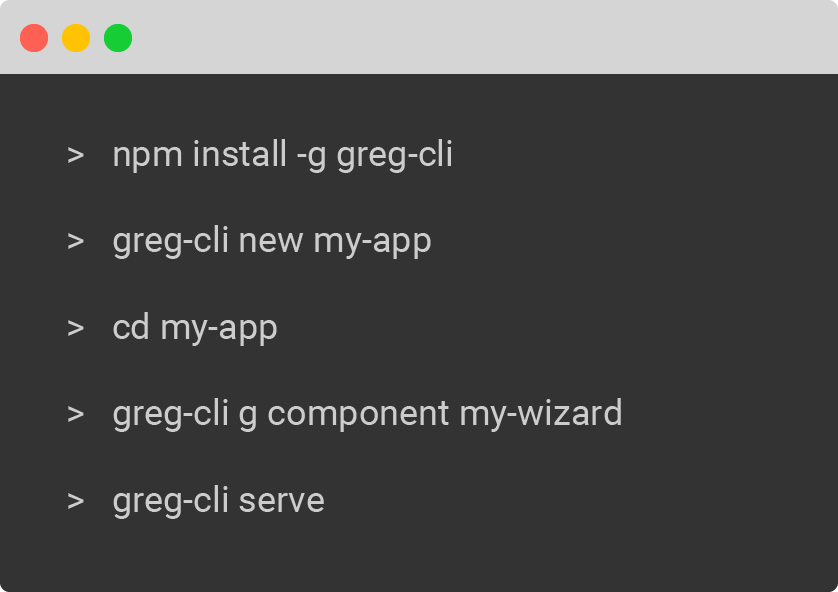 > npm install -g greg-cli
> greg-cli new my-app
> cd my-app
> greg-cli g component my-wizard
> greg-cli serve